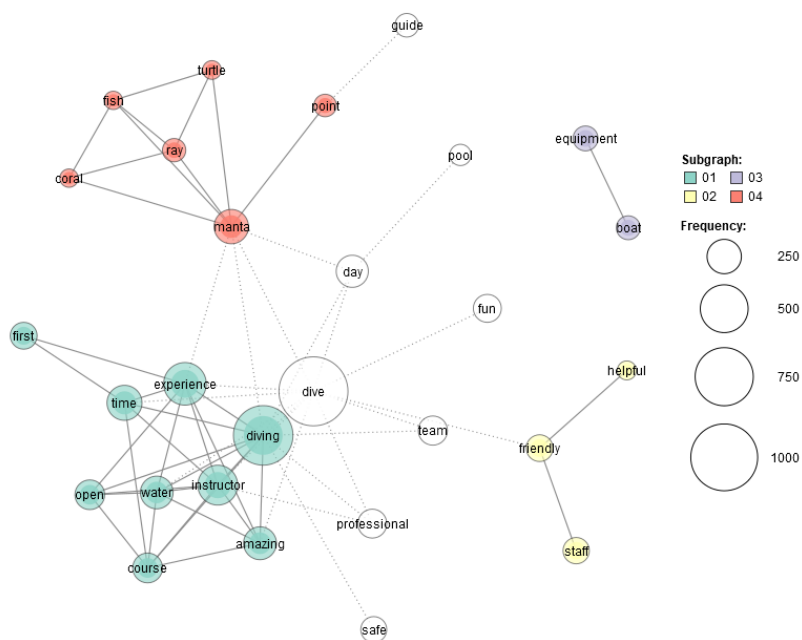 guide
turtle
fish
point
ray
coral
manta
pool
equipment
boat
day
fun
first
experience
time
dive
diving
team
helpful
friendly
open
water
instructor
professional
amazing
staff
course
safe
Subgraph:
01 03
02 04
Frequency:
250
500
750
1000